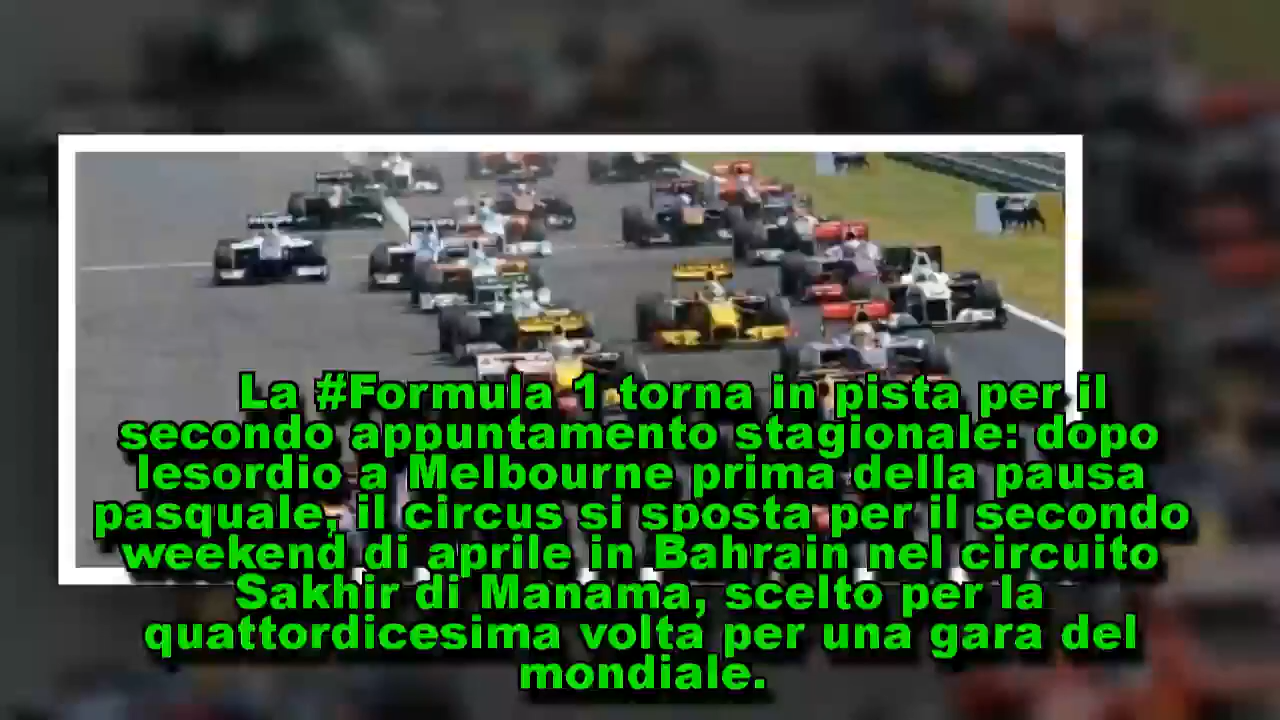 La #Formula 1 torna in pista per il
secondo appuntamento stagionale: dopo
lesordio a Melbourne prima della pausa
pasquale, il circus si sposta per il secondo
weekend di aprile in Bahrain nel circuito
Sakhir di Manama, scelto per la
quattordicesima volta per una gara del
mondiale.